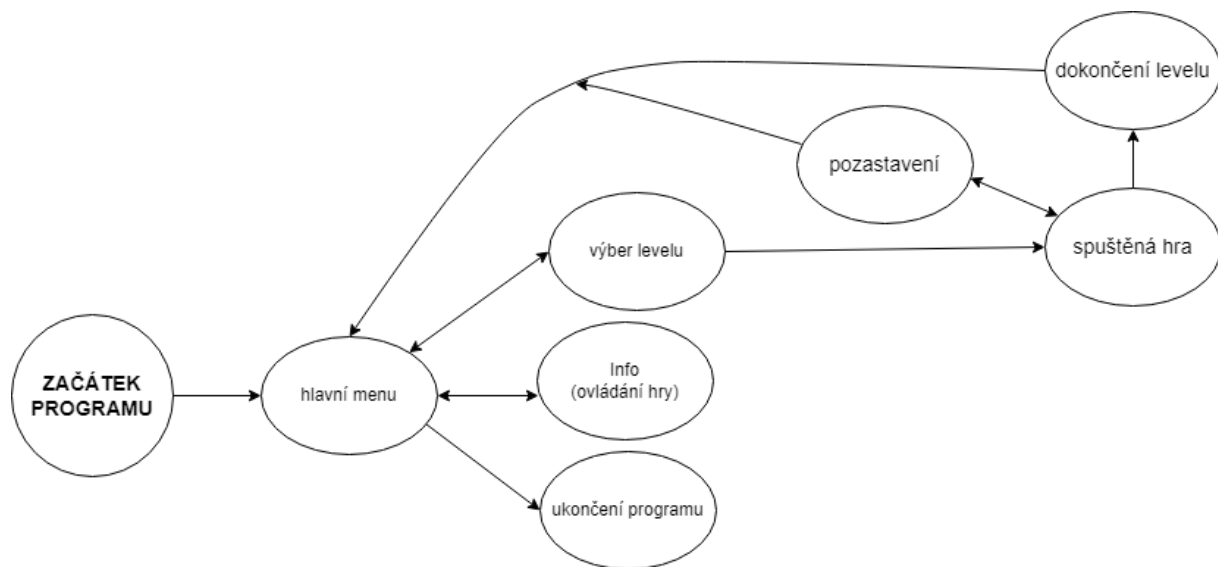 dokončení levelu
pozastavení
výber levelu
spuštěná hra
ZAČÁTEK
PROGRAMU
hlavní menu
Info
(ovládání hry)
ukončení programu